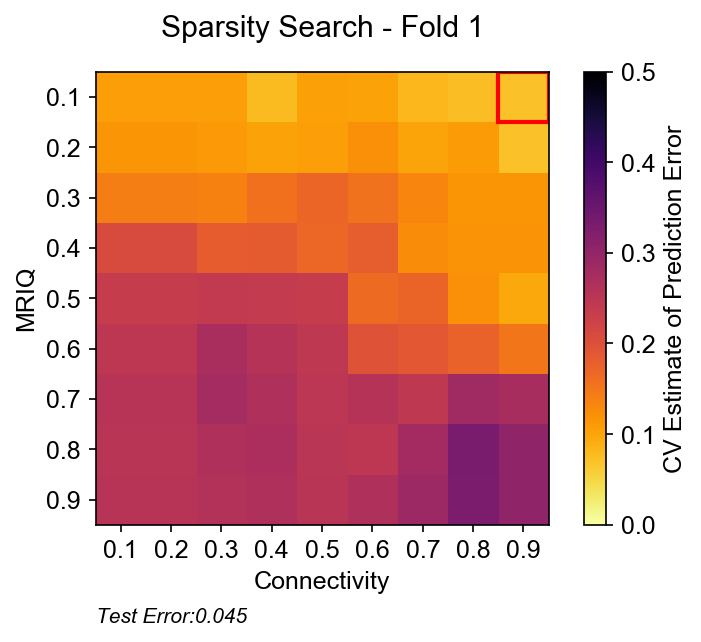 Sparsity Search - Fold 1
0.1
0.2
0.3
0.4
0.5
0.6
0.7
0.8
0.9
MRIQ
0.1 0.2 0.3 0.4 0.5 0.6 0.7 0.8 0.9
Connectivity
Test Error:0.045
0.5
0.4
0.3
0.2
0.1
0.0
CV Estimate of Prediction Error